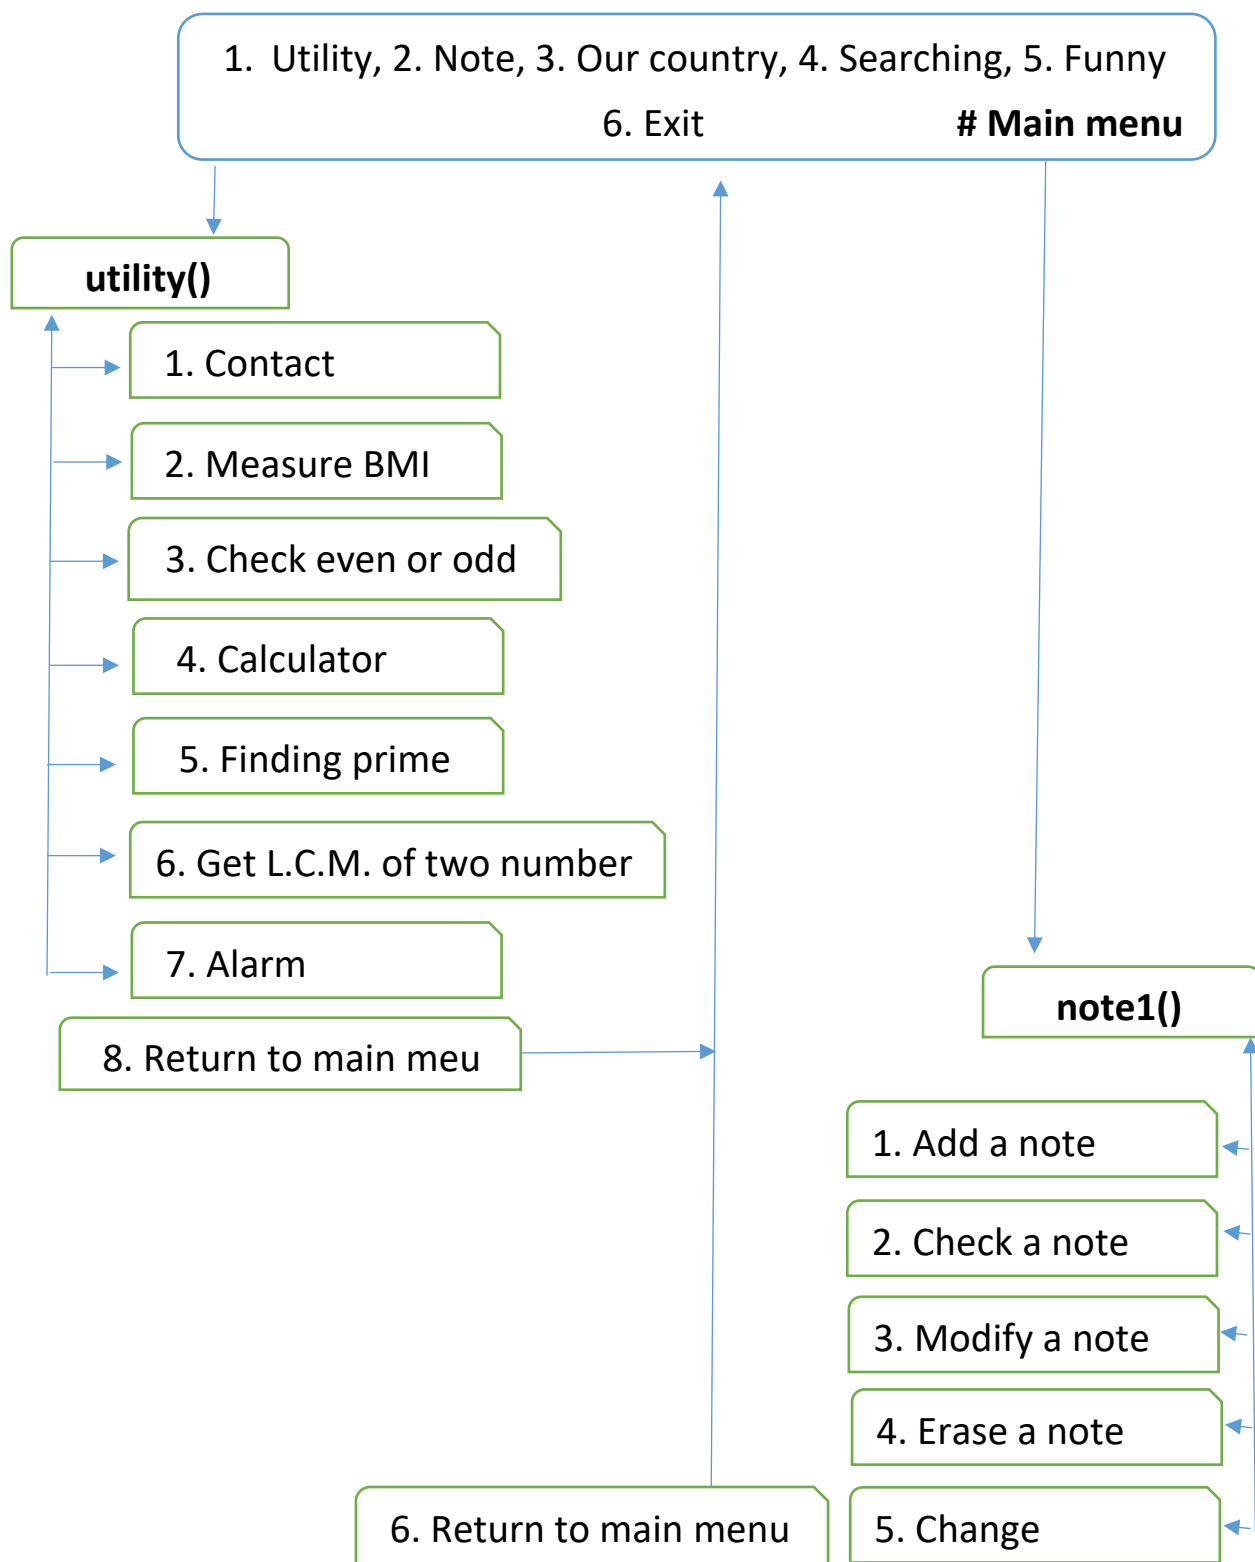 1. Utility, 2. Note, 3. Our country, 4. Searching, 5. Funny
6. Exit # Main menu
utility()
1. Contact
2. Measure BMI
3. Check even or odd
4. Calculator
5. Finding prime
6. Get L.C.M. of two number
7. Alarm
8. Return to main meu
note1()
1. Add a note
2. Check a note
3. Modify a note
4. Erase a note
5. Change
6. Return to main menu